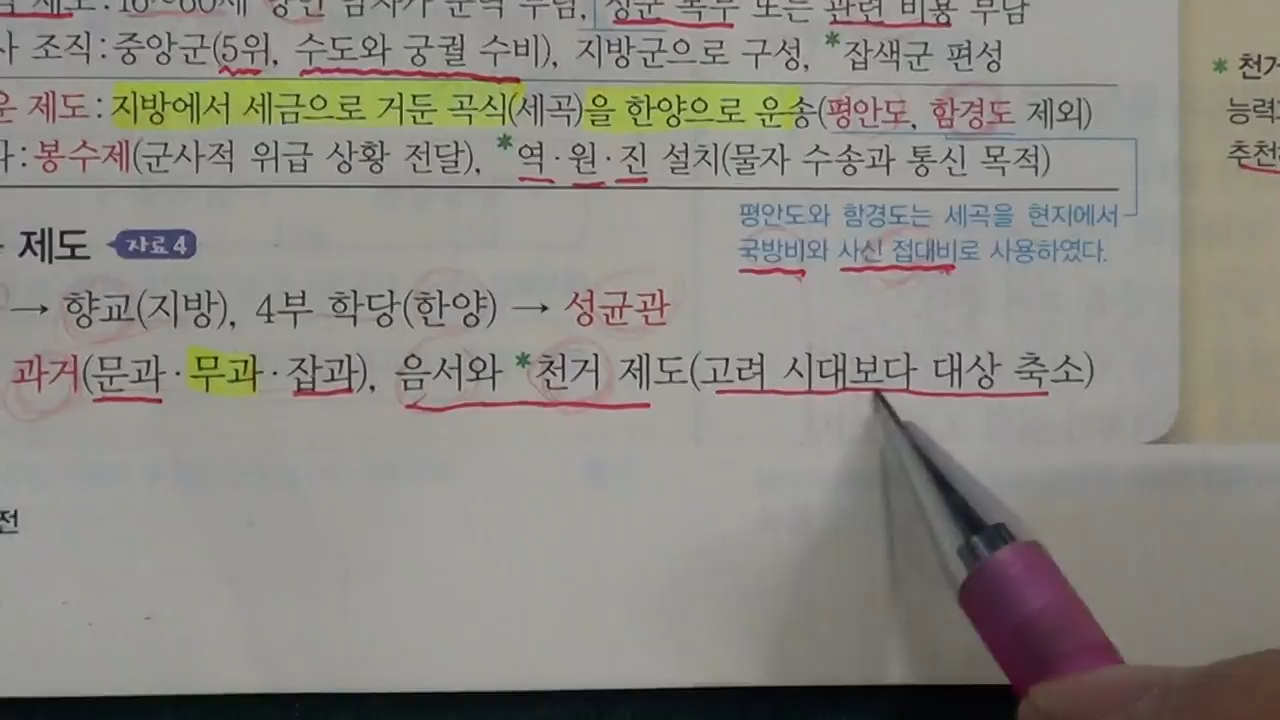 제도: 16~60세 양인 남자가 군역 부담, 정군 복무 또는 관련 비용 부담
사 조직: 중앙군(5위, 수도와 궁궐 수비), 지방군으로 구성, *잡색군 편성
운 제도: 지방에서 세금으로 거둔 곡식(세곡)을 한양으로 운송(평안도, 함경도 제외)
봉수제(군사적 위급 상황 전달), *역·원·진 설치(물자 수송과 통신 목적)
평안도와 함경도는 세곡을 현지에서
국방비와 사신 접대비로 사용하였다.
제도 자료4
→ 향교(지방), 4부 학당(한양) → 성균관
과거(문과·무과·잡과), 음서와 *천거 제도(고려 시대보다 대상 축소)
전
* 천거
능력
추천